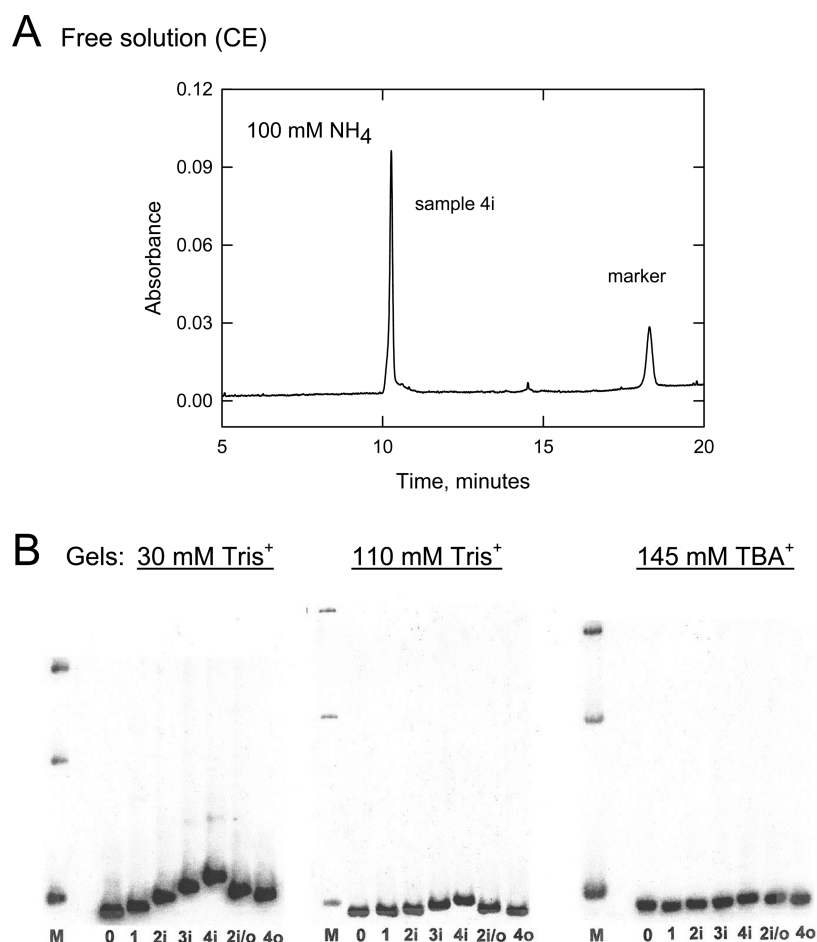 A Free solution (CE)
0.12
100 mM NH4
0.09
sample 4i
Absorbance
0.06
marker
0.03
0.00
5 10 15 20
Time, minutes
B Gels: 30 mM Tris+ 110 mM Tris+ 145 mM TBA+
M 0 1 2i 3i 4i 2i/o 4o M 0 1 2i 3i 4i 2i/o 4o M 0 1 2i 3i 4i 2i/o 4o